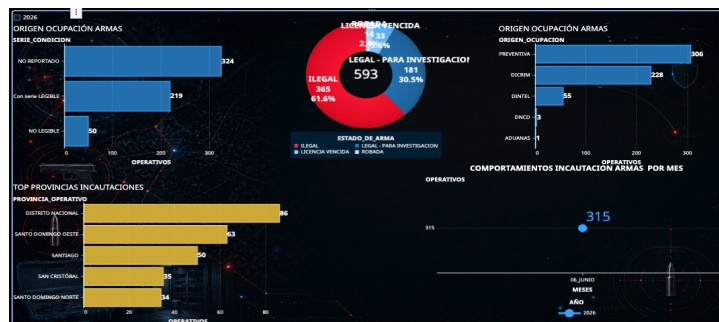 2026
ORIGEN OCUPACIÓN ARMAS
SERIE_CONDICION
NO REPORTADO
324
Con serie LEGIBLE
219
NO LEGIBLE
50
0 100 200 300
OPERATIVOS
ROBADA
14
LICENCIA VENCIDA
33
LEGAL - PARA INVESTIGACION
181
30.5%
593
ILEGAL
365
61.6%
ESTADO_DE_ARMA
ILEGAL LEGAL - PARA INVESTIGACION
LICENCIA VENCIDA ROBADA
ORIGEN OCUPACIÓN ARMAS
ORIGEN_OCUPACION
PREVENTIVA
306
DICRIM
228
DINTEL
55
DNCD
3
ADUANAS
1
0 100 200 300
OPERATIVOS
TOP PROVINCIAS INCAUTACIONES
PROVINCIA_OPERATIVO
DISTRITO NACIONAL
86
SANTO DOMINGO OESTE
63
SANTIAGO
50
SAN CRISTÓBAL
35
SANTO DOMINGO NORTE
34
0 20 40 60 80
OPERATIVOS
COMPORTAMIENTOS INCAUTACION ARMAS POR MES
OPERATIVOS
315
315
06_JUNIO
MESES
AÑO
2026